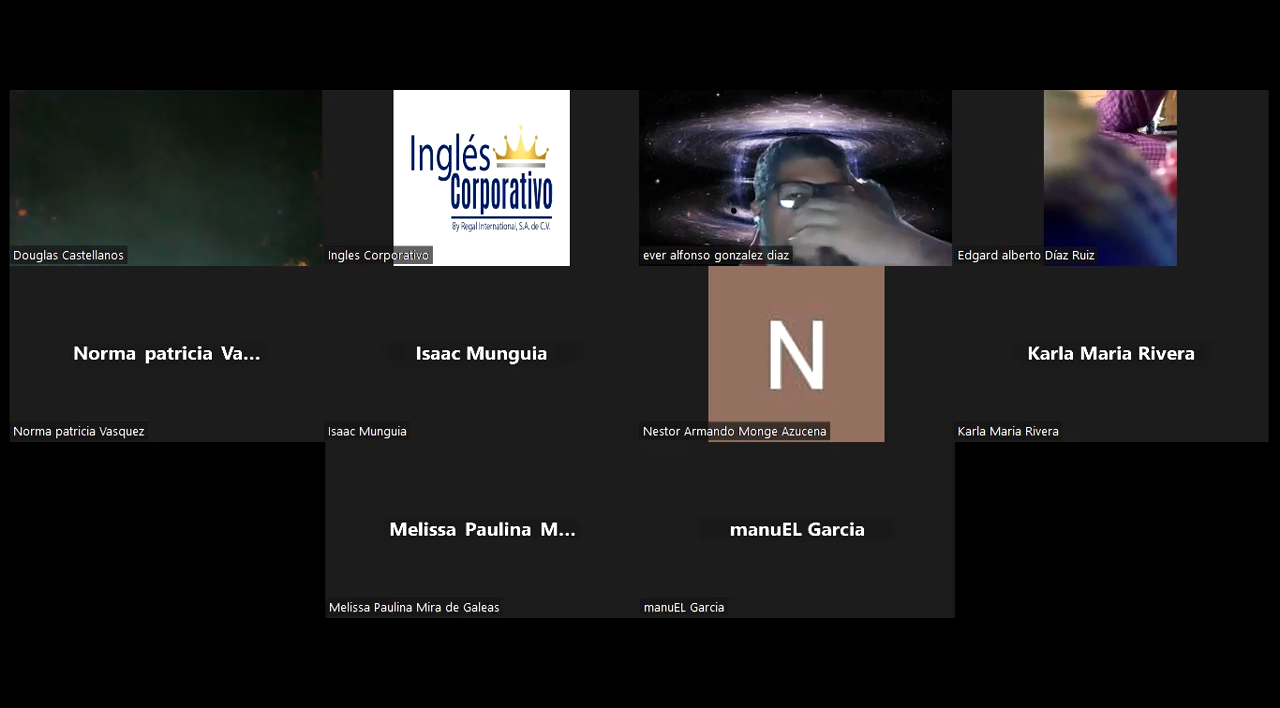 Inglés
Corporativo
By Regal International, S.A. de C.V.
Douglas Castellanos
Ingles Corporativo
ever alfonso gonzalez diaz
Edgard alberto Díaz Ruiz
Norma patricia Va...
Isaac Munguia
N
Karla Maria Rivera
Norma patricia Vasquez
Isaac Munguia
Nestor Armando Monge Azucena
Karla Maria Rivera
Melissa Paulina M...
manuEL Garcia
Melissa Paulina Mira de Galeas
manuEL Garcia